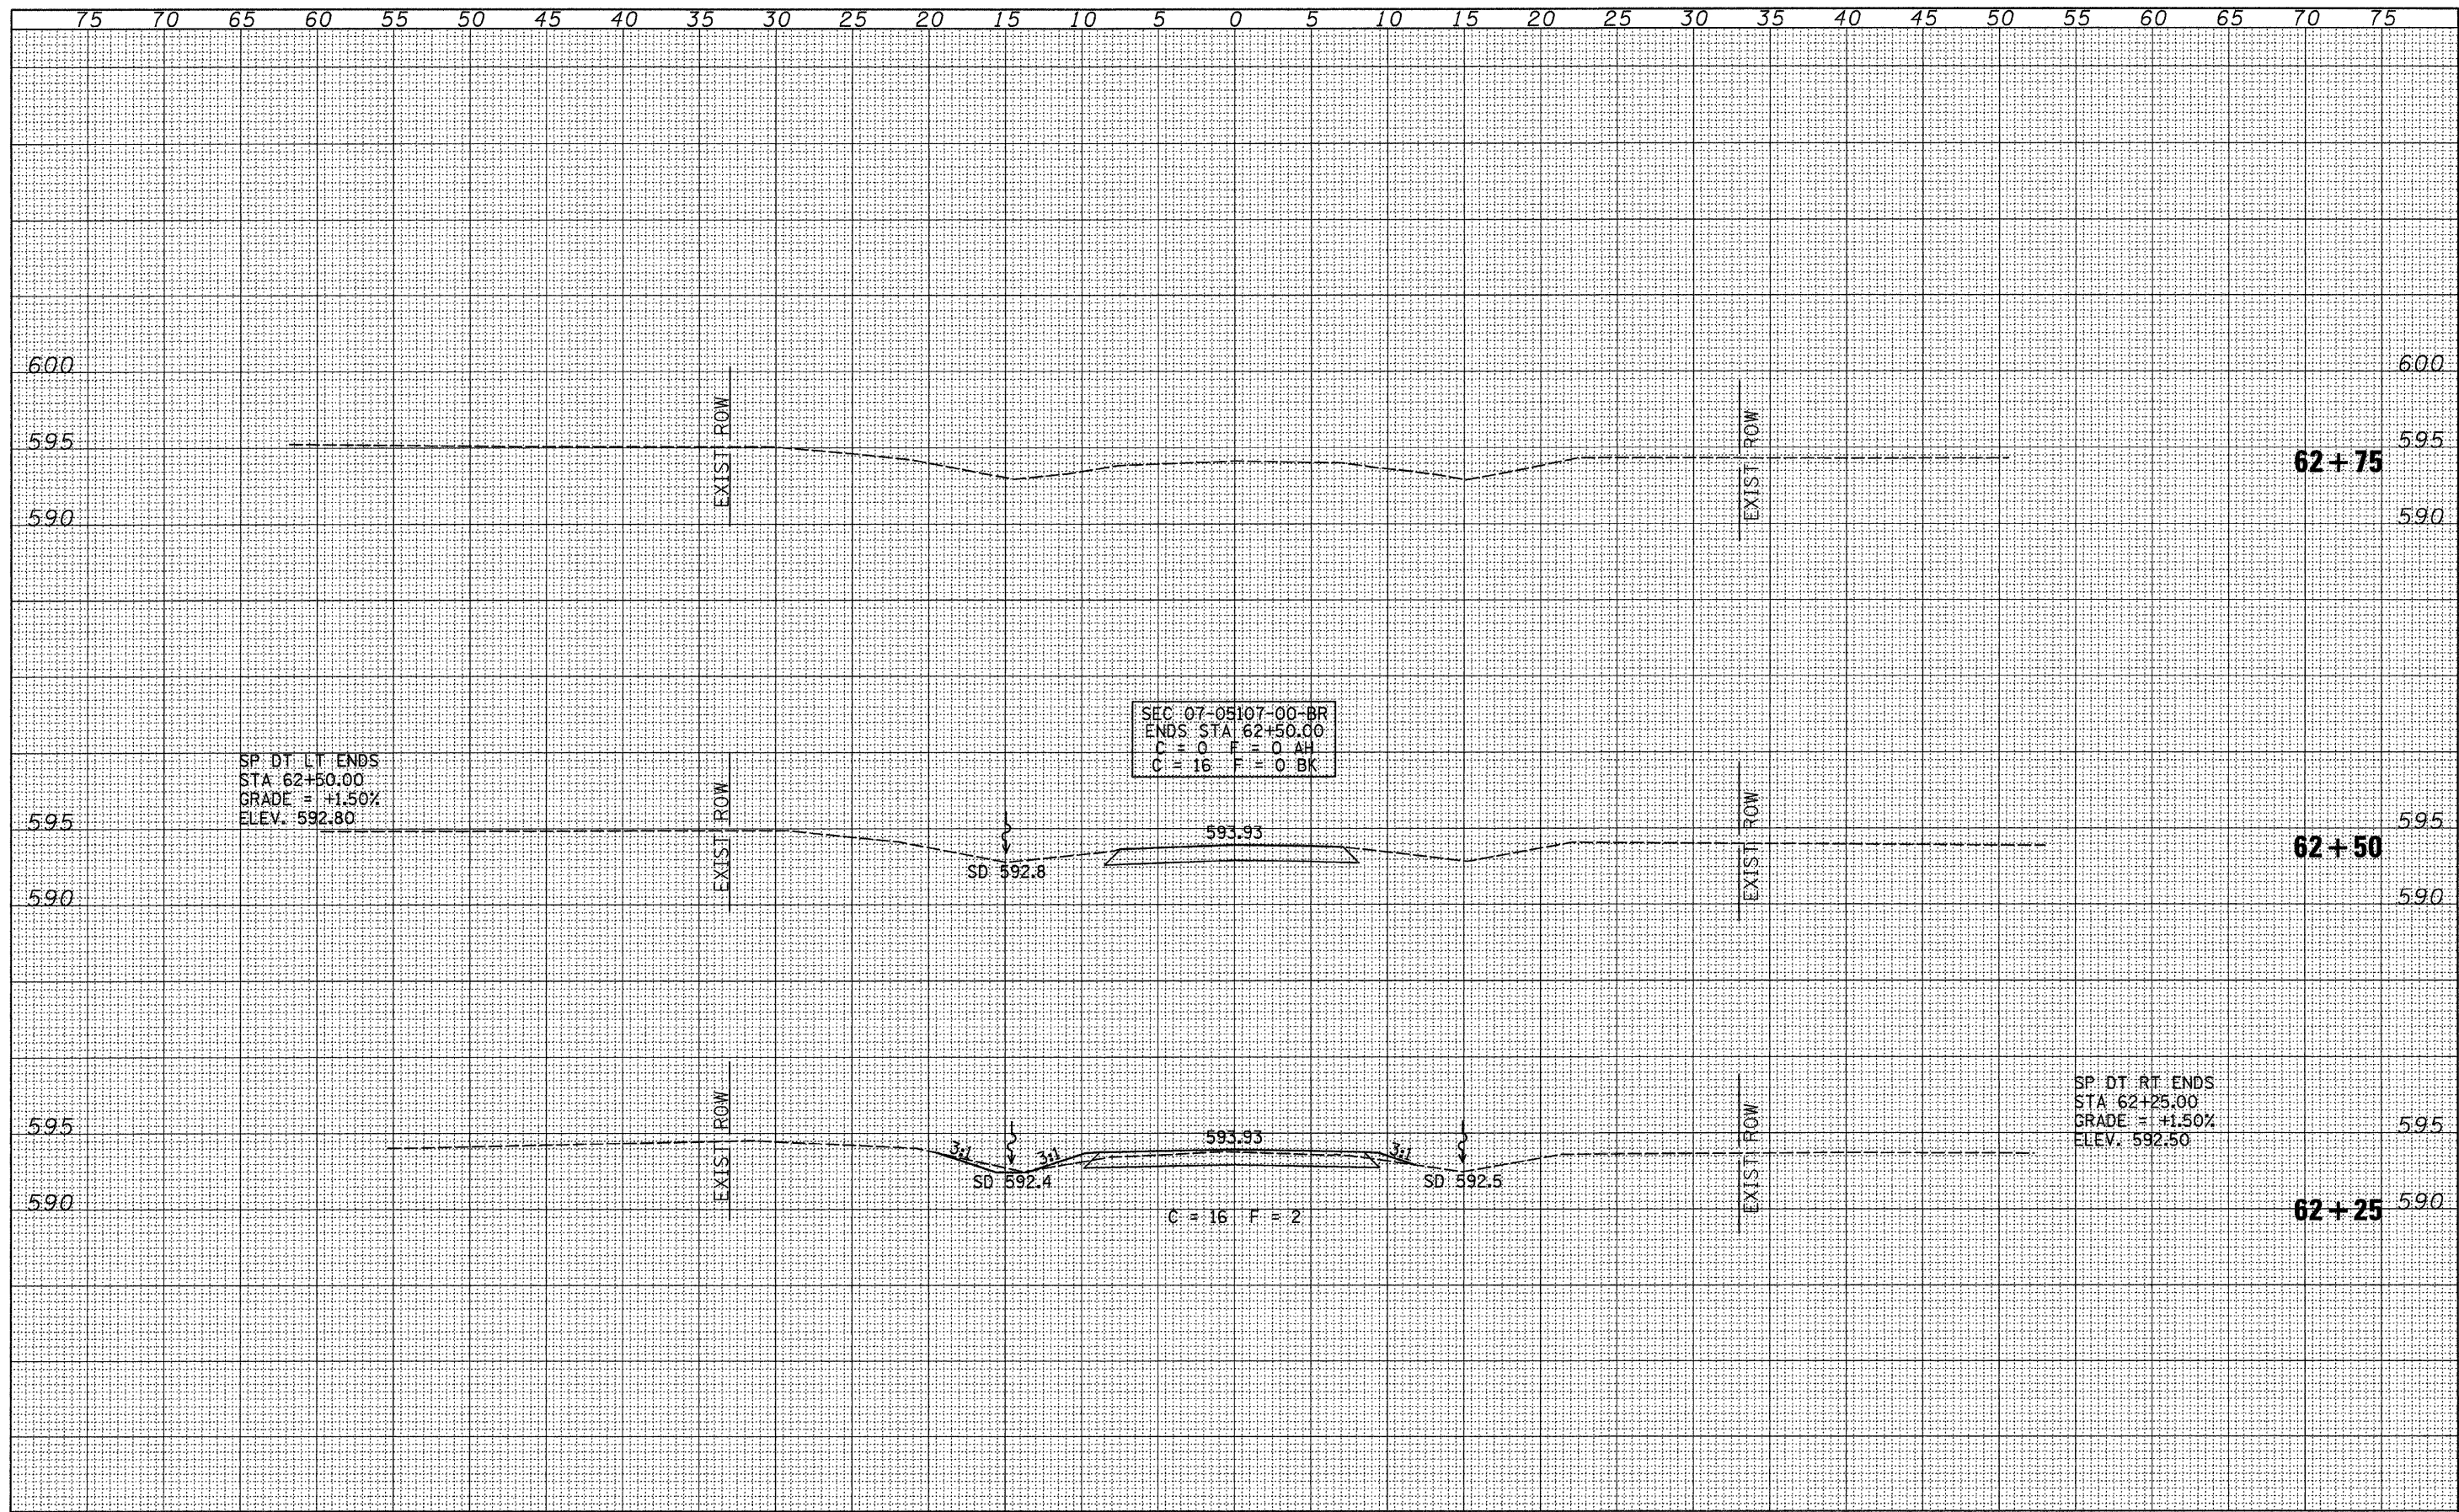 75 70 65 60 55 50 45 40 35 30 25 20 15 10 5 0 5 10 15 20 25 30 35 40 45 50 55 60 65 70 75
600 600
EXIST ROW
EXIST ROW
595 595
62+75
590 590
SEC 07-05107-00-BR
ENDS STA 62+50.00
C = 0 F = 0 AH
C = 16 F = 0 BK
SP DT LT ENDS
STA 62+50.00
GRADE = +1.50%
ELEV. 592.80
EXIST ROW
EXIST ROW
595 593.93 595
62+50
SD 592.8
590 590
SP DT RT ENDS
STA 62+25.00
GRADE = +1.50%
ELEV. 592.50
EXIST ROW
EXIST ROW
595 593.93 595
3:1 3:1 3:1
SD 592.4 SD 592.5
590 590
62+25
C = 16 F = 2